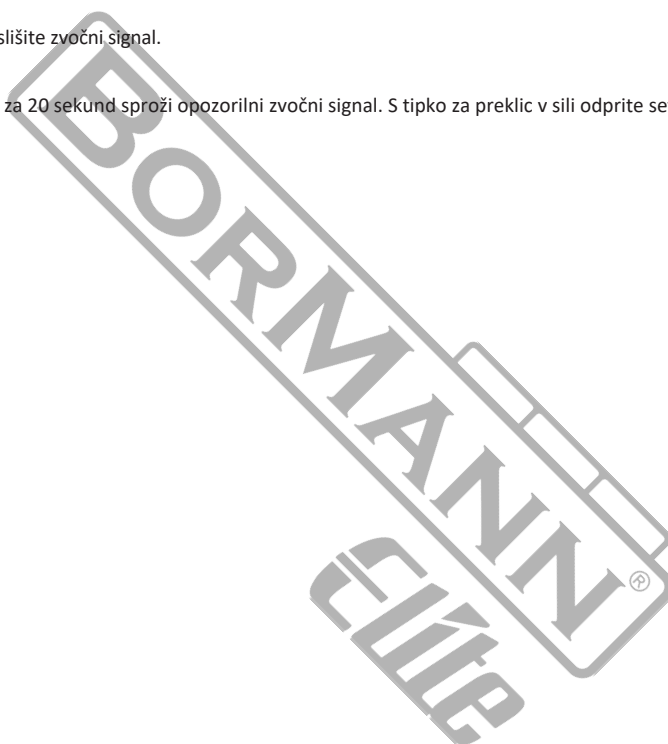 slišite zvočni signal.
za 20 sekund sproži opozorilni zvočni signal. S tipko za preklic v sili odprite se
BORMANN®
Elite